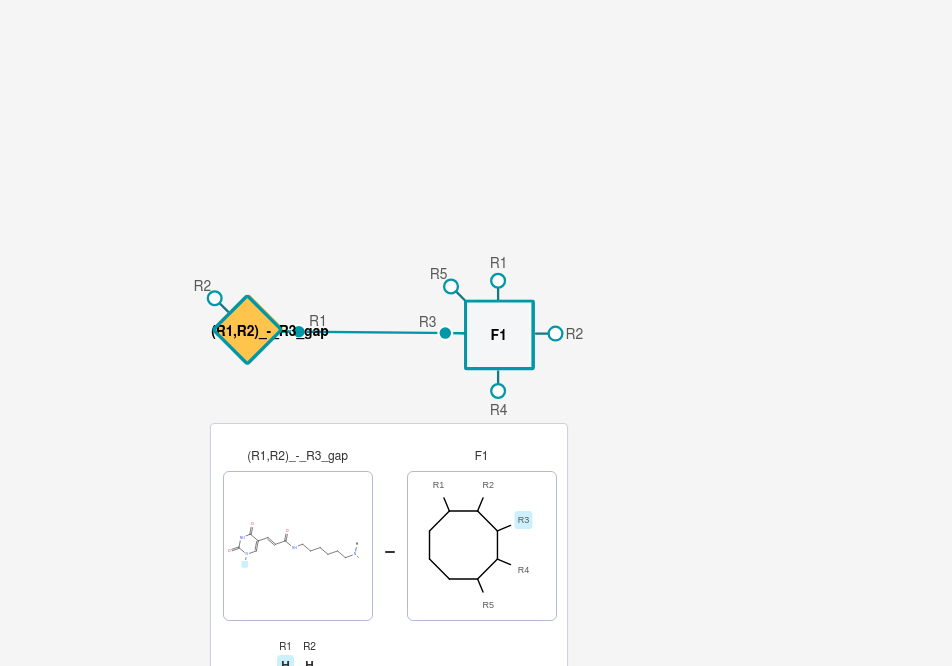 R1
R5
R2
R1
R3
(R1,R2)_-_R3_gap
F1
R2
R4
(R1,R2)_-_R3_gap
F1
R1 R2
R3
R4
R5
R1 R2
H H